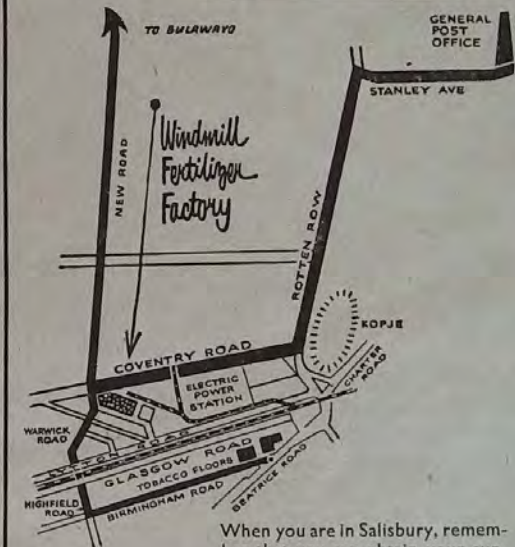 GENERAL
POST
OFFICE
TO BULAWAYO
STANLEY AVE
Windmill
Fertilizer
Factory
NEW ROAD
ROTTEN ROW
KOPJE
COVENTRY ROAD
CHARTER
ROAD
ELECTRIC
POWER
STATION
WARWICK
ROAD
LYTTON ROAD
GLASGOW ROAD
TOBACCO FLOORS
HIGHFIELD
ROAD
BIRMINGHAM ROAD
BEATRICE ROAD
When you are in Salisbury, remem-